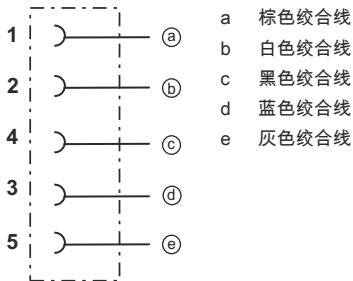 1 ⓐ
2 ⓑ
4 ⓒ
3 ⓓ
5 ⓔ
a 棕色绞合线
b 白色绞合线
c 黑色绞合线
d 蓝色绞合线
e 灰色绞合线